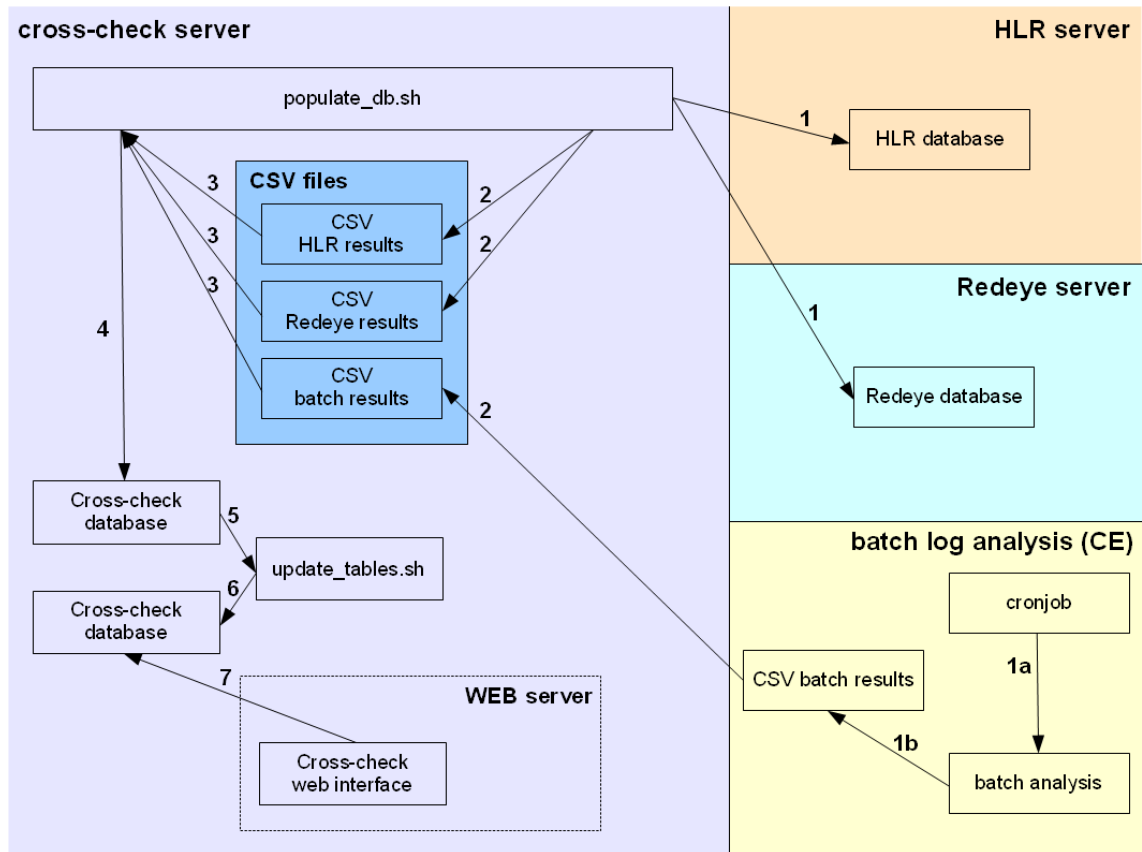 cross-check server
populate_db.sh
CSV files
CSV
HLR results
CSV
Redeye results
CSV
batch results
3
3
3
2
2
2
4
Cross-check
database
5
update_tables.sh
6
Cross-check
database
7
WEB server
Cross-check
web interface
HLR server
1
HLR database
Redeye server
1
Redeye database
batch log analysis (CE)
cronjob
1a
CSV batch results
1b
batch analysis